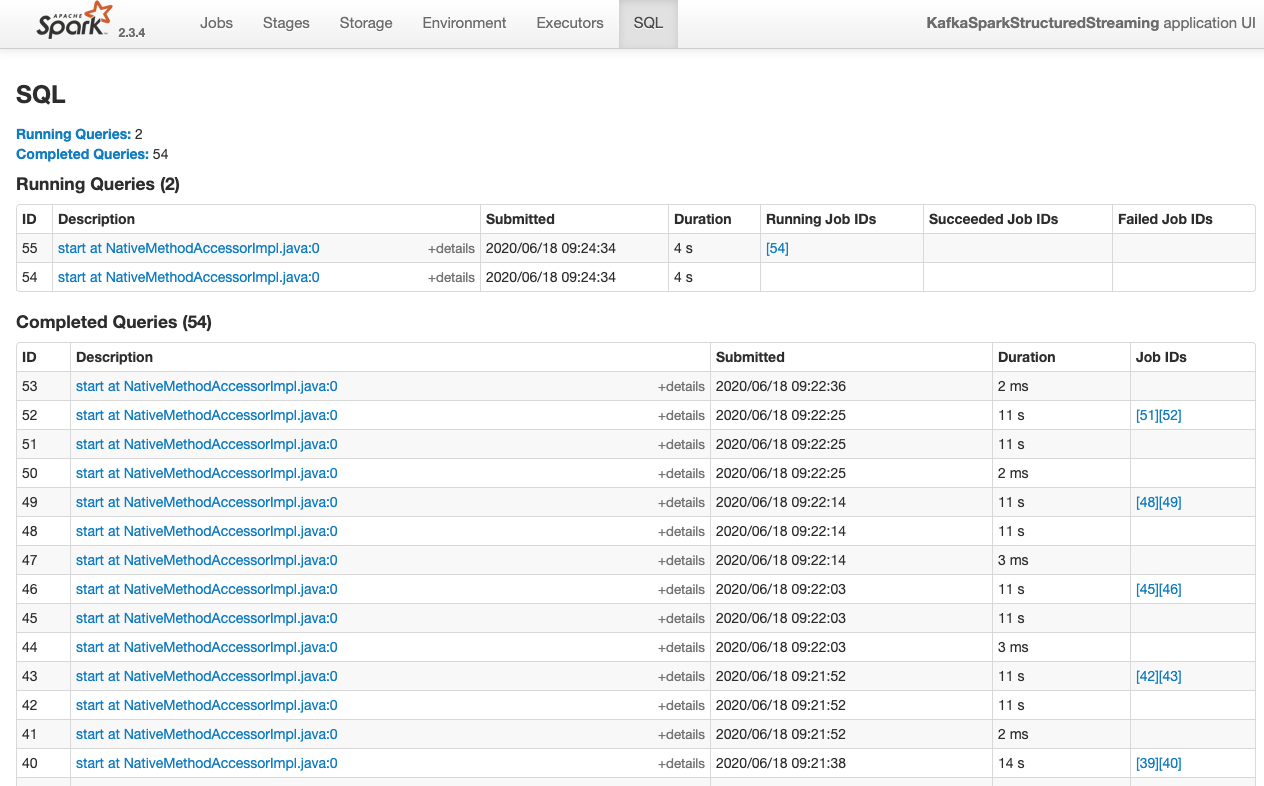 APACHE
Spark 2.3.4 Jobs Stages Storage Environment Executors SQL KafkaSparkStructuredStreaming application UI
SQL
Running Queries: 2
Completed Queries: 54
Running Queries (2)
ID Description Submitted Duration Running Job IDs Succeeded Job IDs Failed Job IDs
55 start at NativeMethodAccessorImpl.java:0 +details 2020/06/18 09:24:34 4 s [54]
54 start at NativeMethodAccessorImpl.java:0 +details 2020/06/18 09:24:34 4 s
Completed Queries (54)
ID Description Submitted Duration Job IDs
53 start at NativeMethodAccessorImpl.java:0 +details 2020/06/18 09:22:36 2 ms
52 start at NativeMethodAccessorImpl.java:0 +details 2020/06/18 09:22:25 11 s [51][52]
51 start at NativeMethodAccessorImpl.java:0 +details 2020/06/18 09:22:25 11 s
50 start at NativeMethodAccessorImpl.java:0 +details 2020/06/18 09:22:25 2 ms
49 start at NativeMethodAccessorImpl.java:0 +details 2020/06/18 09:22:14 11 s [48][49]
48 start at NativeMethodAccessorImpl.java:0 +details 2020/06/18 09:22:14 11 s
47 start at NativeMethodAccessorImpl.java:0 +details 2020/06/18 09:22:14 3 ms
46 start at NativeMethodAccessorImpl.java:0 +details 2020/06/18 09:22:03 11 s [45][46]
45 start at NativeMethodAccessorImpl.java:0 +details 2020/06/18 09:22:03 11 s
44 start at NativeMethodAccessorImpl.java:0 +details 2020/06/18 09:22:03 3 ms
43 start at NativeMethodAccessorImpl.java:0 +details 2020/06/18 09:21:52 11 s [42][43]
42 start at NativeMethodAccessorImpl.java:0 +details 2020/06/18 09:21:52 11 s
41 start at NativeMethodAccessorImpl.java:0 +details 2020/06/18 09:21:52 2 ms
40 start at NativeMethodAccessorImpl.java:0 +details 2020/06/18 09:21:38 14 s [39][40]